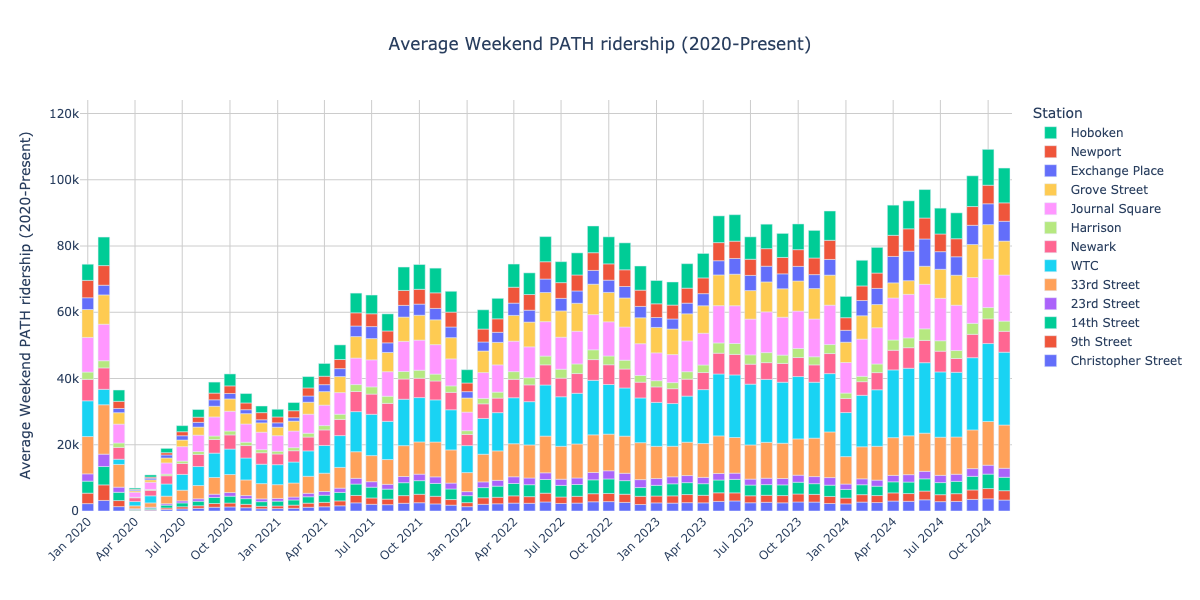 Average Weekend PATH ridership (2020-Present)
Average Weekend PATH ridership (2020-Present)
120k
100k
80k
60k
40k
20k
0
Jan 2020
Apr 2020
Jul 2020
Oct 2020
Jan 2021
Apr 2021
Jul 2021
Oct 2021
Jan 2022
Apr 2022
Jul 2022
Oct 2022
Jan 2023
Apr 2023
Jul 2023
Oct 2023
Jan 2024
Apr 2024
Jul 2024
Oct 2024
Station
Hoboken
Newport
Exchange Place
Grove Street
Journal Square
Harrison
Newark
WTC
33rd Street
23rd Street
14th Street
9th Street
Christopher Street